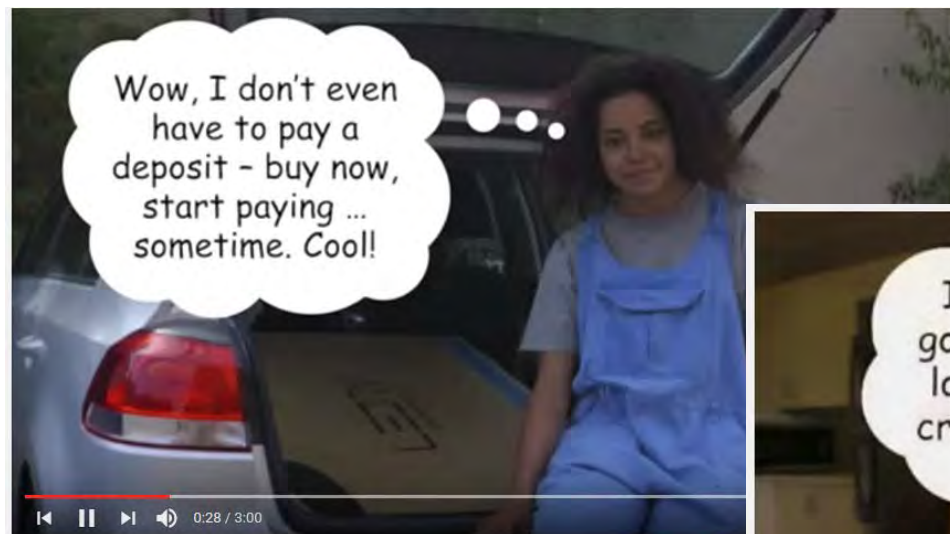 Wow, I don't even
have to pay a
deposit – buy now,
start paying ...
sometime. Cool!
0:28 / 3:00